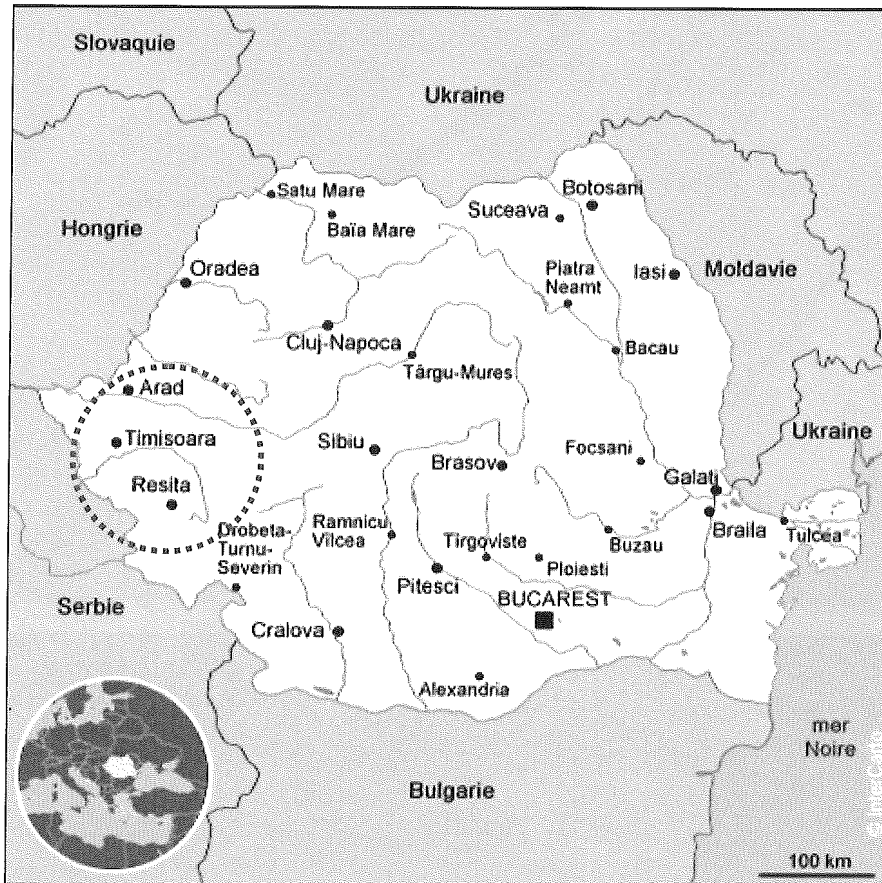 Slovaquie
Ukraine
Satu Mare
Botosani
Suceava
Baïa Mare
Hongrie
Oradea
Piatra
Neamt
Iasi
Moldavie
Cluj-Napoca
Bacau
Târgu-Mures
Arad
Timisoara
Sibiu
Ukraine
Brasov
Focsani
Galati
Resita
Drobeta-
Turnu-
Severin
Ramnicu
Vilcea
Tirgoviste
Buzau
Braila
Tulcea
Ploiesti
Pitesci
BUCAREST
Serbie
Cralova
Alexandria
mer
Noire
Bulgarie
100 km